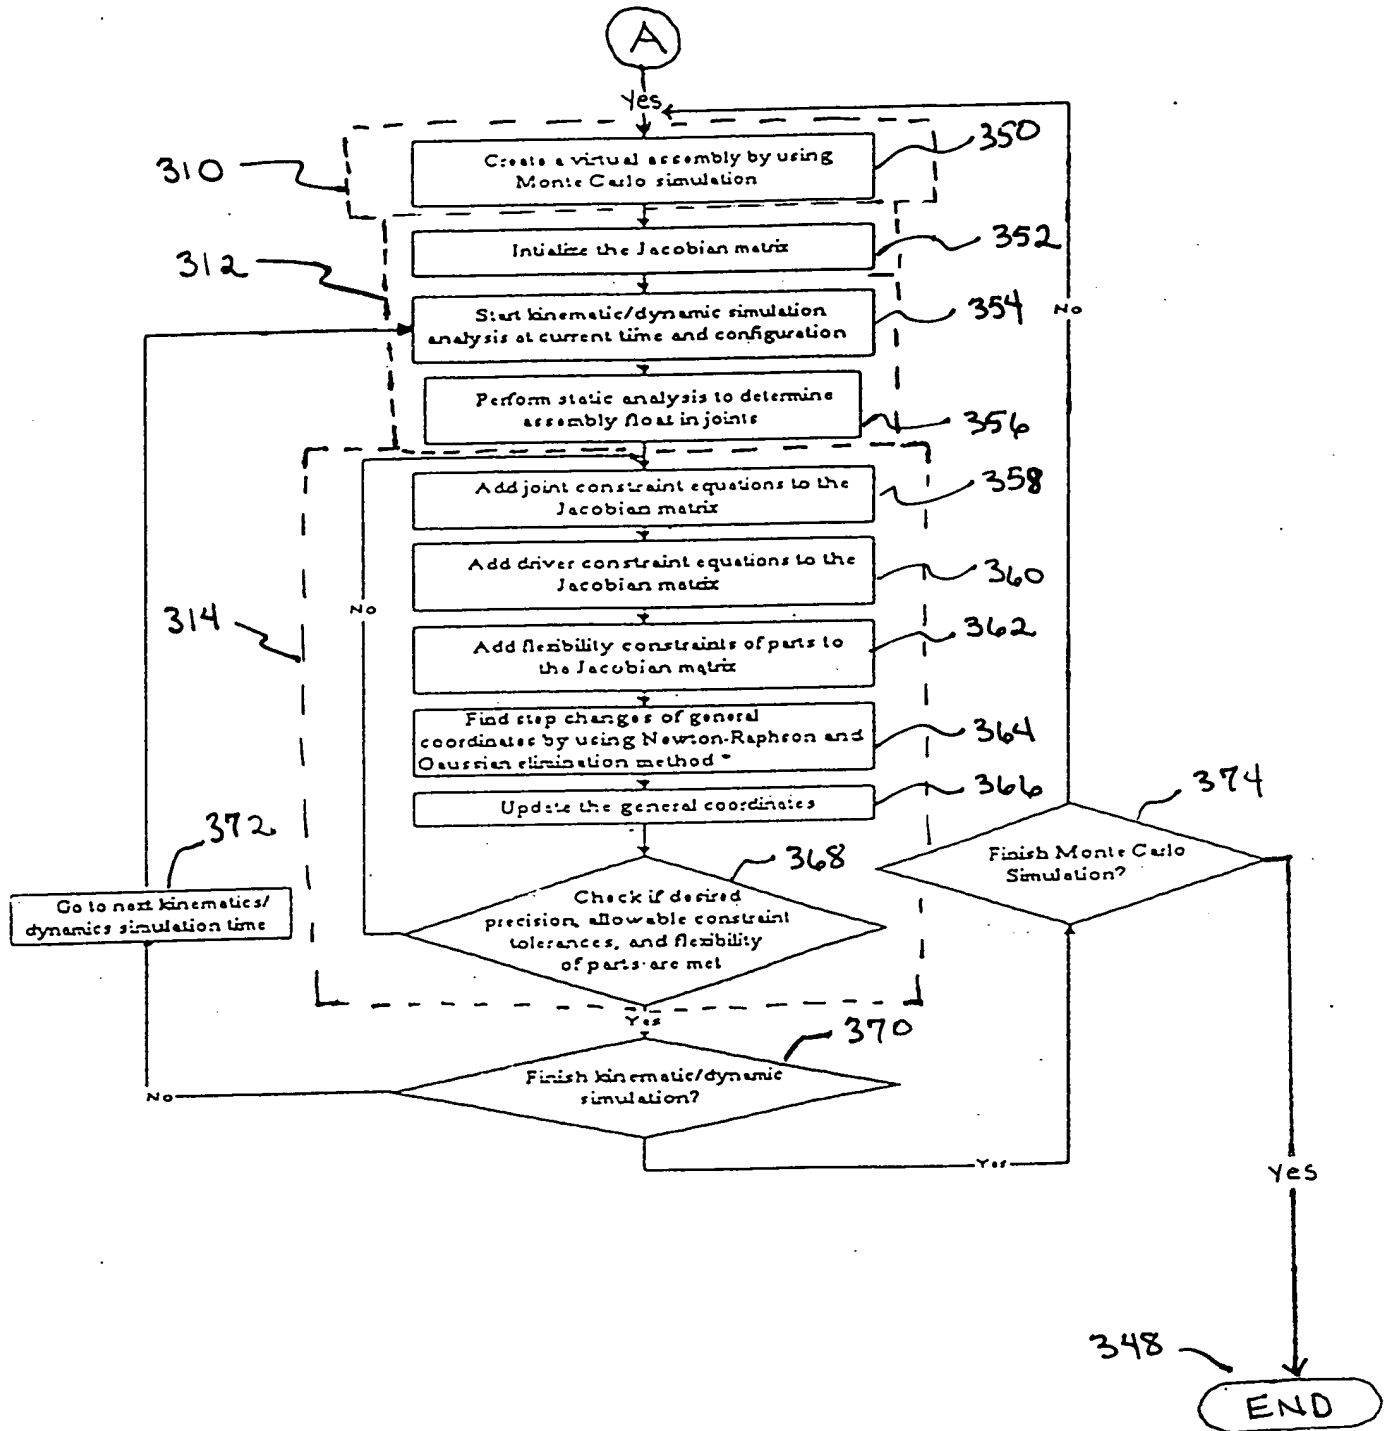 A
Yes
310
Create a virtual assembly by using
Monte Carlo simulation
350
Intialize the Jacobian matrix
352
312
Start kinematic/dynamic simulation
analysis at current time and configuration
354
No
Perform static analysis to determine
assembly float in joints
356
Add joint constraint equations to the
Jacobian matrix
358
Add driver constraint equations to the
Jacobian matrix
360
No
314
Add flexibility constraints of parts to
the Jacobian matrix
362
Find step changes of general
coordinates by using Newton-Raphson and
Gaussian elimination method *
364
Update the general coordinates
366
374
372
368
Finish Monte Carlo
Simulation?
Go to next kinematics/
dynamics simulation time
Check if desired
precision, allowable constraint
tolerances, and flexibility
of parts are met
Yes
370
Finish kinematic/dynamic
simulation?
No
Yes
Yes
348
END